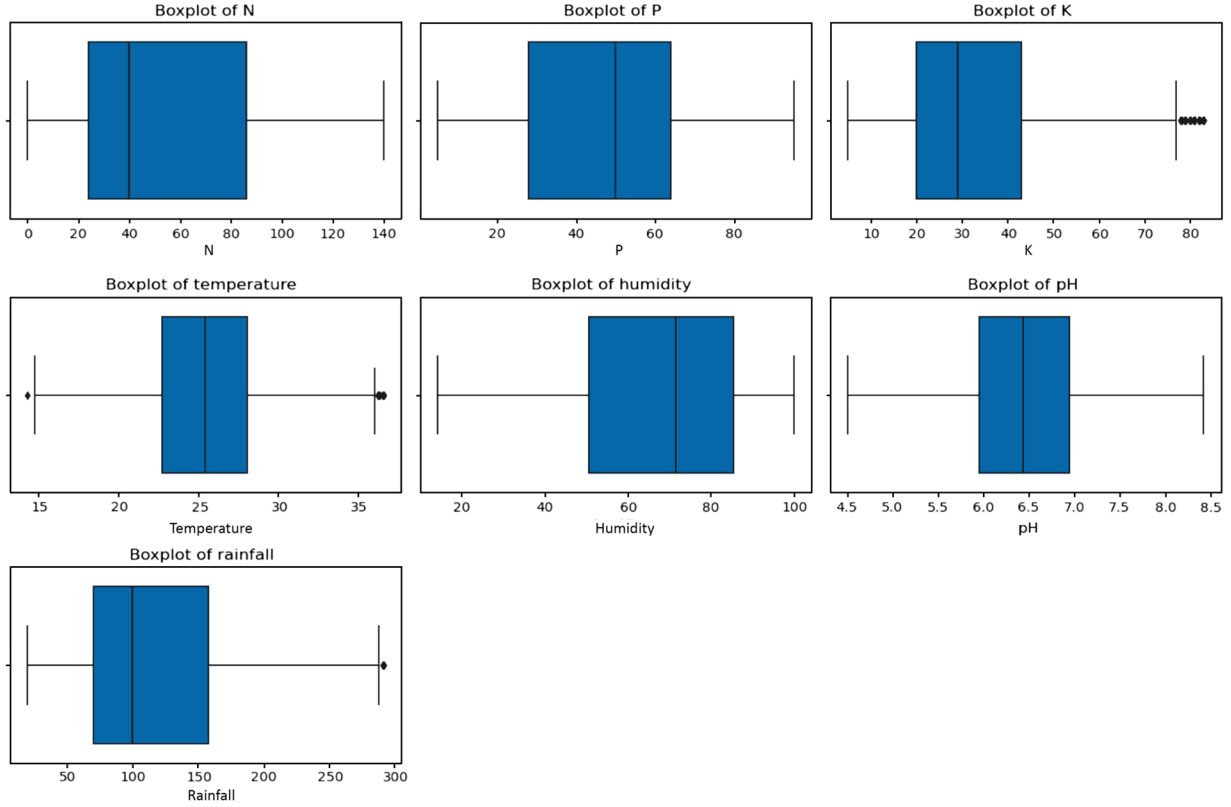 Boxplot of N
0 20 40 60 80 100 120 140
N
Boxplot of P
20 40 60 80
P
Boxplot of K
10 20 30 40 50 60 70 80
K
Boxplot of temperature
15 20 25 30 35
Temperature
Boxplot of humidity
20 40 60 80 100
Humidity
Boxplot of pH
4.5 5.0 5.5 6.0 6.5 7.0 7.5 8.0 8.5
pH
Boxplot of rainfall
50 100 150 200 250 300
Rainfall